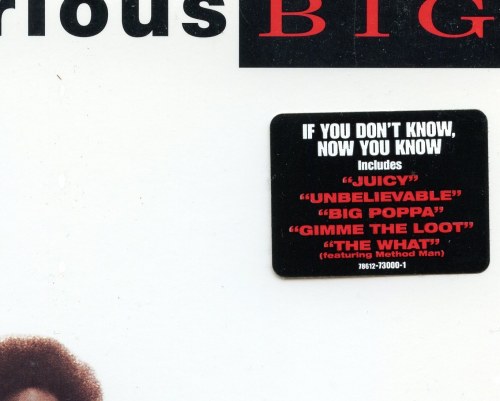 rious BIG
IF YOU DON'T KNOW,
NOW YOU KNOW
Includes
"JUICY"
"UNBELIEVABLE"
"BIG POPPA"
"GIMME THE LOOT"
"THE WHAT"
(featuring Method Man)
78612-73000-1